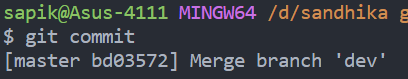 sapik@Asus-4111 MINGW64 /d/sandhika g
$ git commit
[master bd03572] Merge branch 'dev'